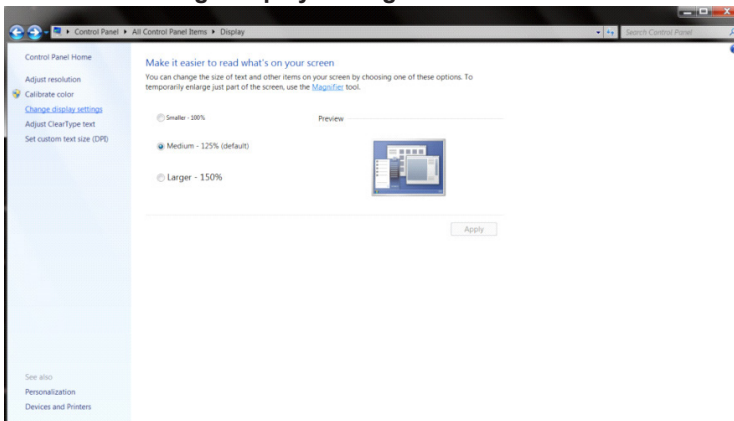 Control Panel
All Control Panel Items
Display
Search Control Panel
Control Panel Home
Adjust resolution
Calibrate color
Change display settings
Adjust ClearType text
Set custom text size (DPI)
Make it easier to read what's on your screen
You can change the size of text and other items on your screen by choosing one of these options. To
temporarily enlarge just part of the screen, use the Magnifier tool.
Smaller - 100%
Preview
Medium - 125% (default)
Larger - 150%
Apply
See also
Personalization
Devices and Printers